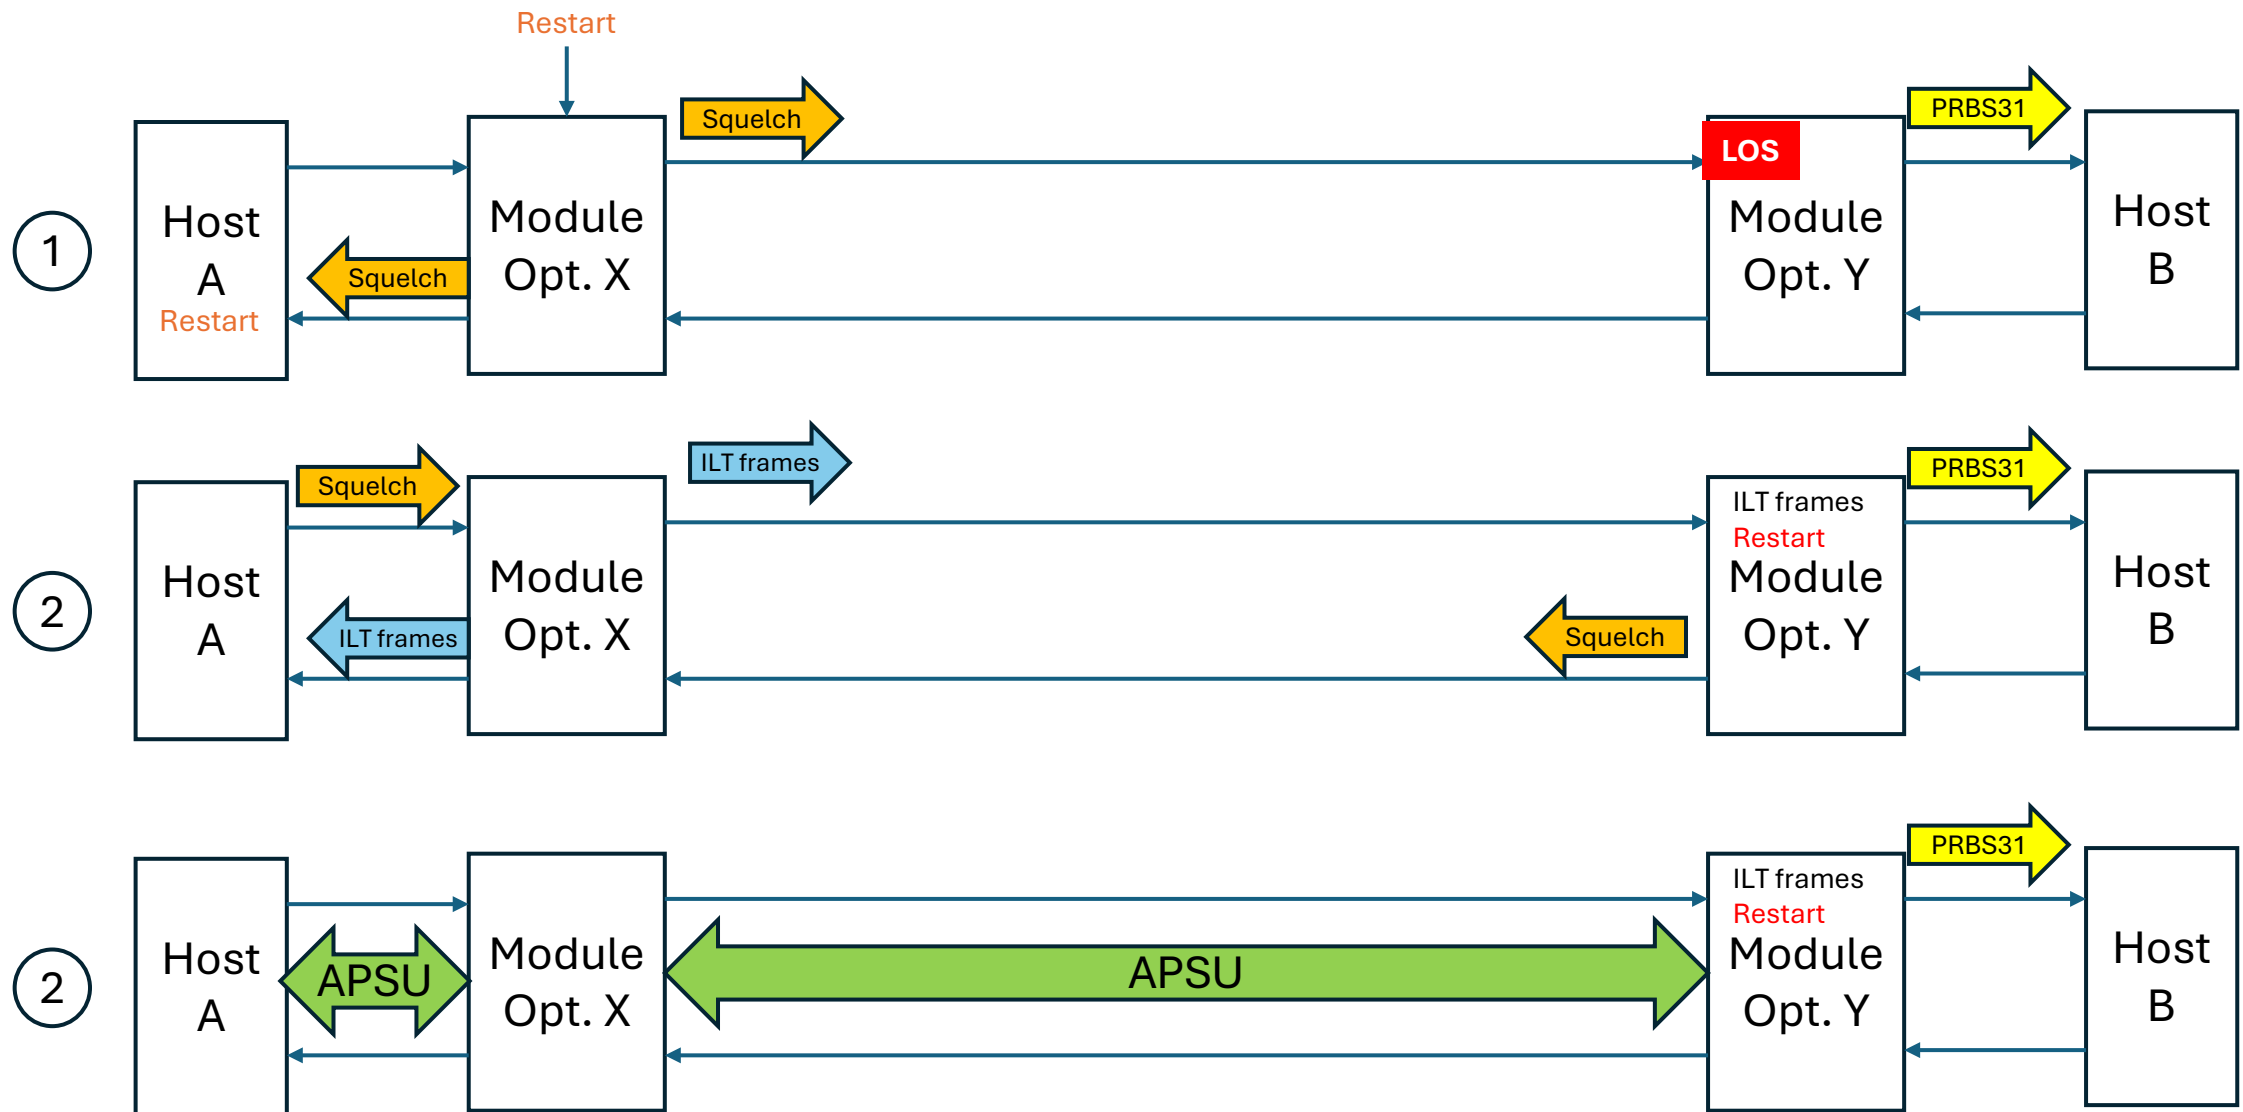 Restart
Squelch
PRBS31
LOS
1
Host
A
Restart
Squelch
Module
Opt. X
Module
Opt. Y
Host
B
ILT frames
PRBS31
Squelch
2
Host
A
ILT frames
Module
Opt. X
Squelch
ILT frames
Restart
Module
Opt. Y
Host
B
PRBS31
2
Host
A
APSU
Module
Opt. X
APSU
ILT frames
Restart
Module
Opt. Y
Host
B